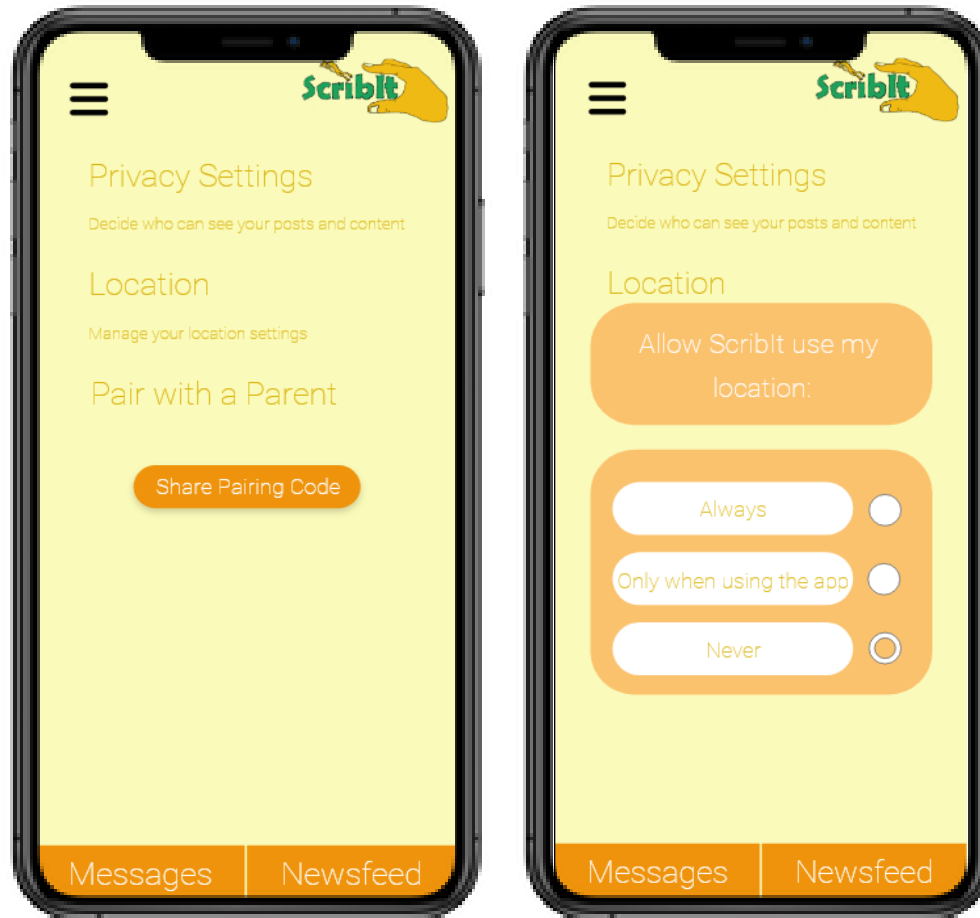 ScribIt
Privacy Settings
Decide who can see your posts and content
Location
Manage your location settings
Pair with a Parent
Share Pairing Code
Messages Newsfeed
ScribIt
Privacy Settings
Decide who can see your posts and content
Location
Allow ScribIt use my
location:
Always
Only when using the app
Never
Messages Newsfeed